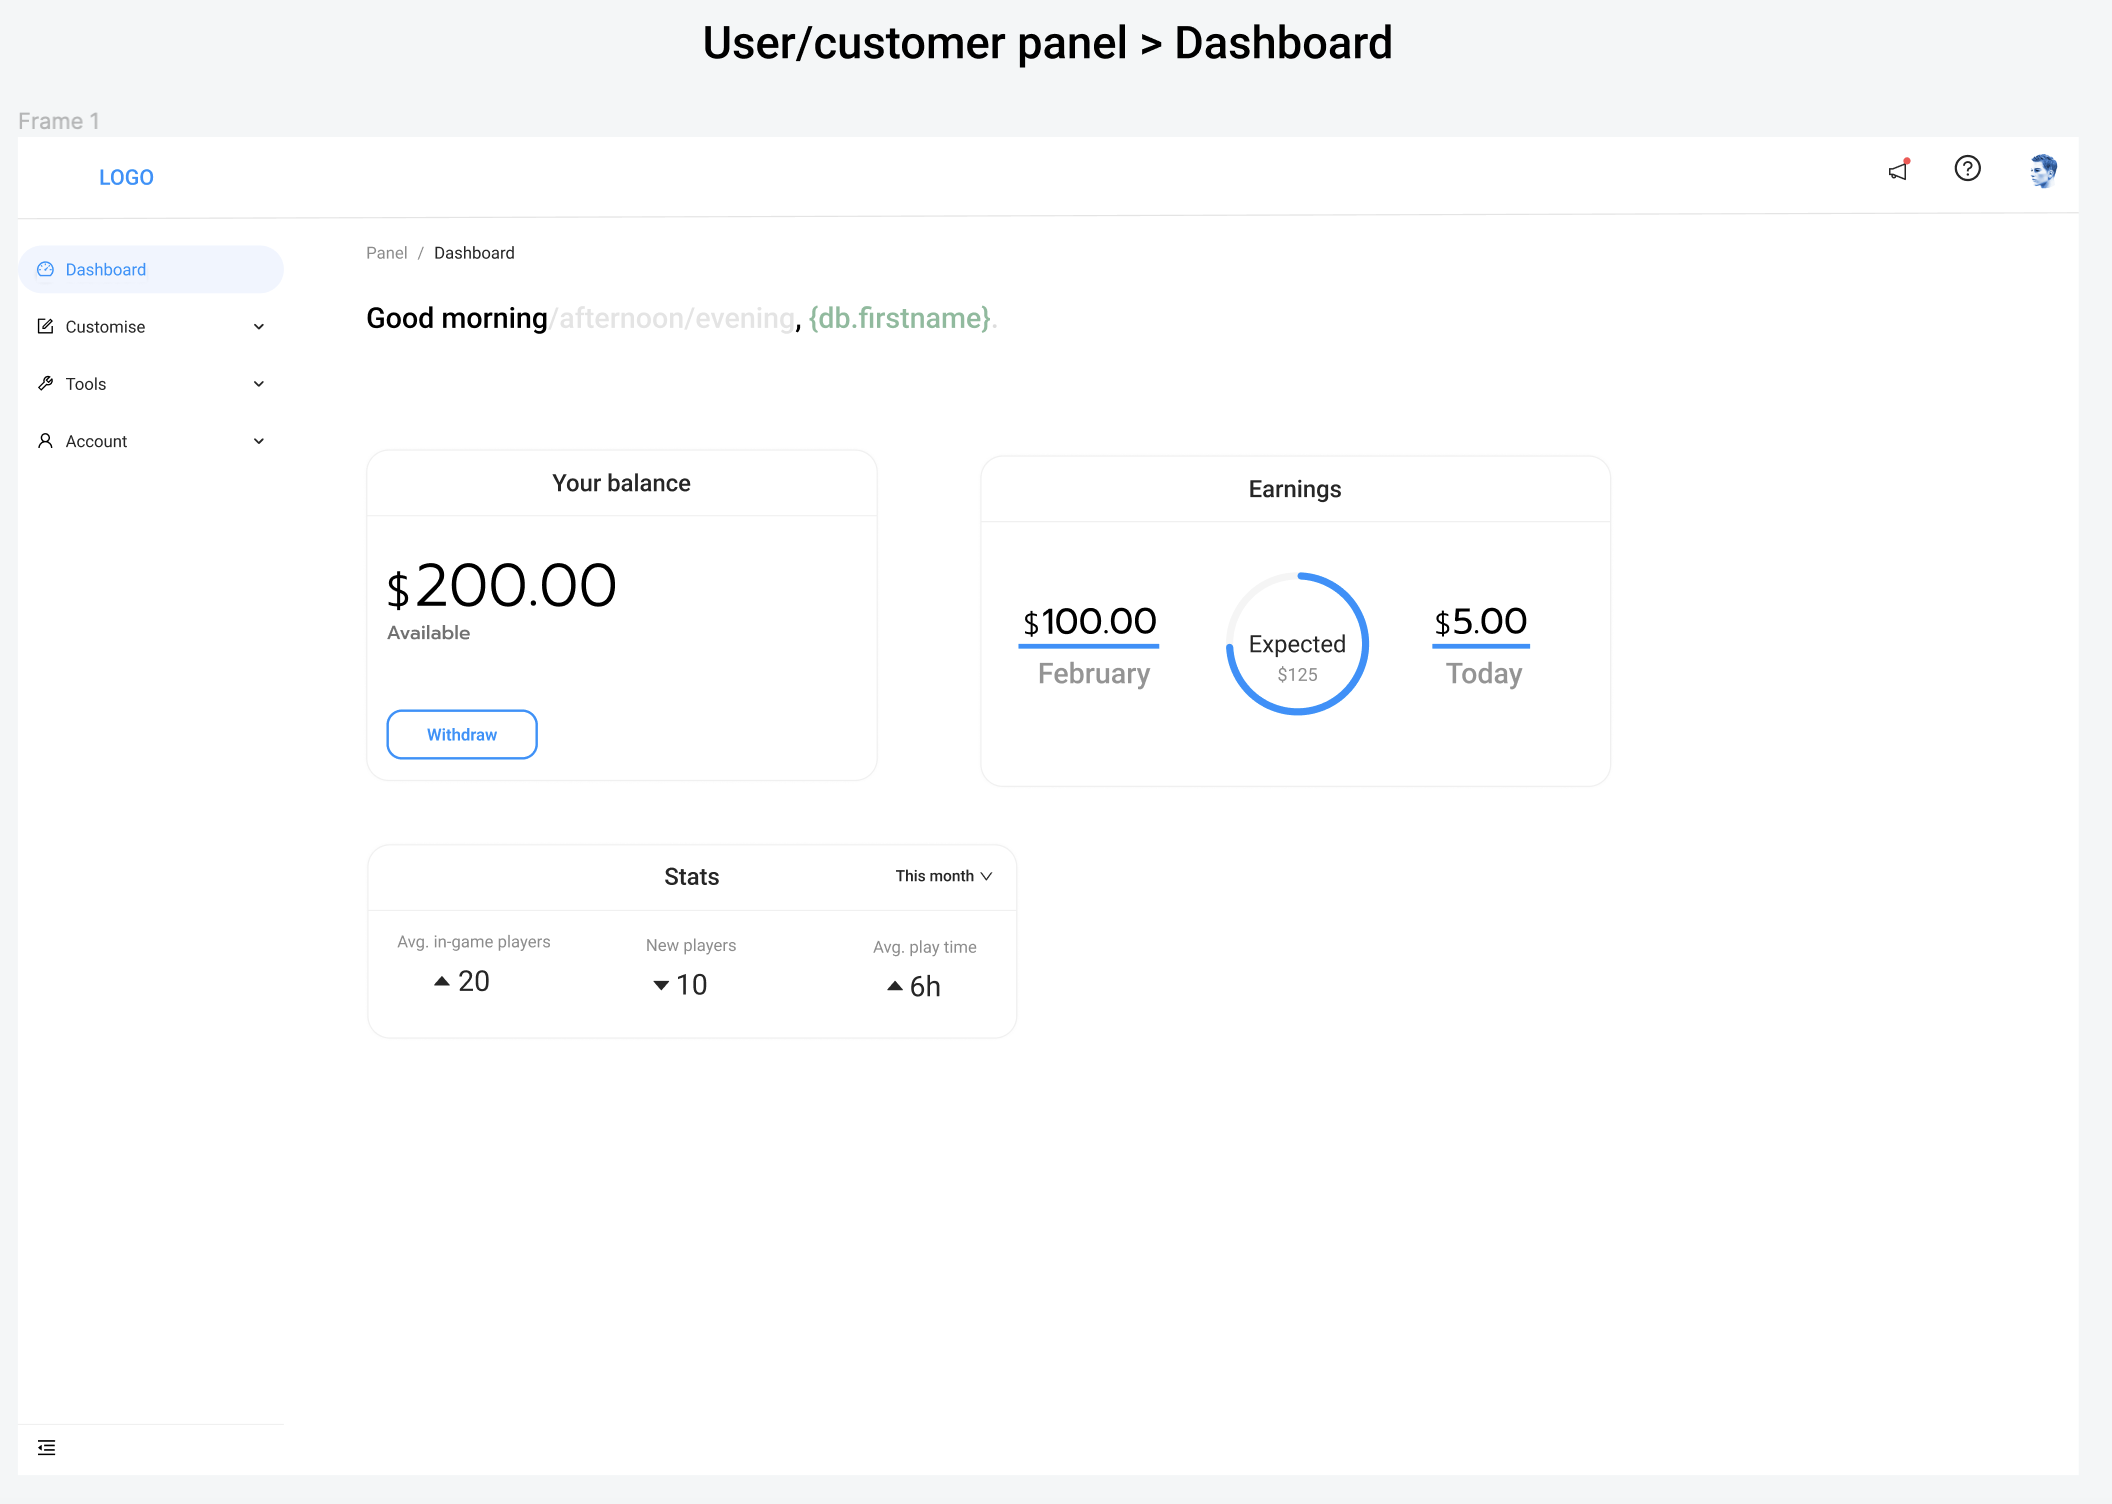 User/customer panel > Dashboard
Frame 1
LOGO
Dashboard
Customise
Tools
Account
Panel / Dashboard
Good morning/afternoon/evening, {db.firstname}.
Your balance
$200.00
Available
Withdraw
Earnings
$100.00
February
Expected
$125
$5.00
Today
Stats
This month
Avg. in-game players
20
New players
10
Avg. play time
6h